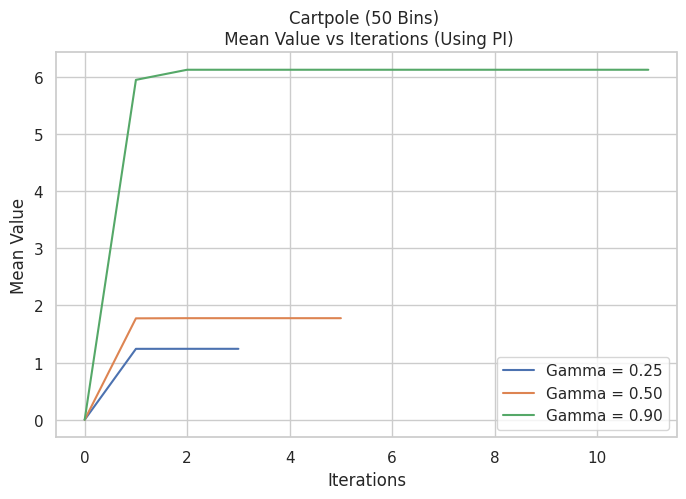 Cartpole (50 Bins)
Mean Value vs Iterations (Using PI)
Mean Value
6
5
4
3
2
1
0
0
2
4
6
8
10
Iterations
Gamma = 0.25
Gamma = 0.50
Gamma = 0.90